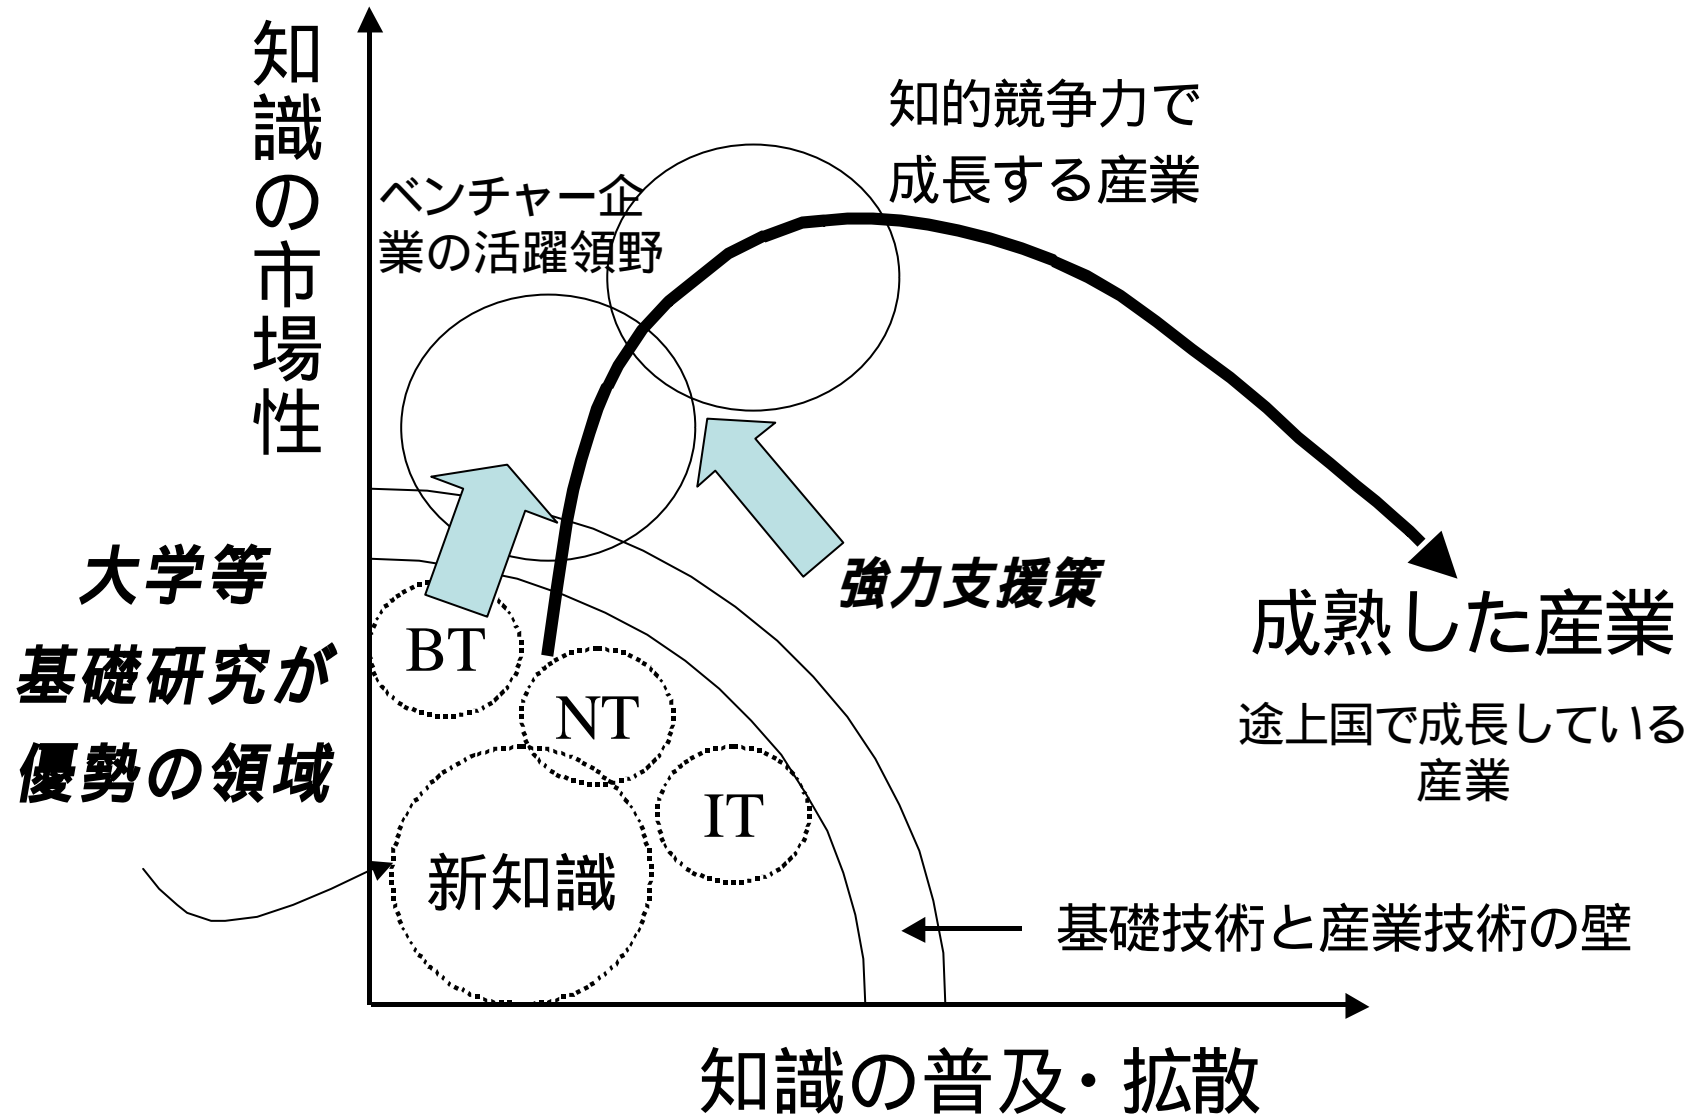 知識の市場性
知的競争力で
成長する産業
ベンチャー企
業の活躍領野
強力支援策
大学等
基礎研究が
優勢の領域
BT
NT
IT
新知識
成熟した産業
途上国で成長している
産業
基礎技術と産業技術の壁
知識の普及・拡散